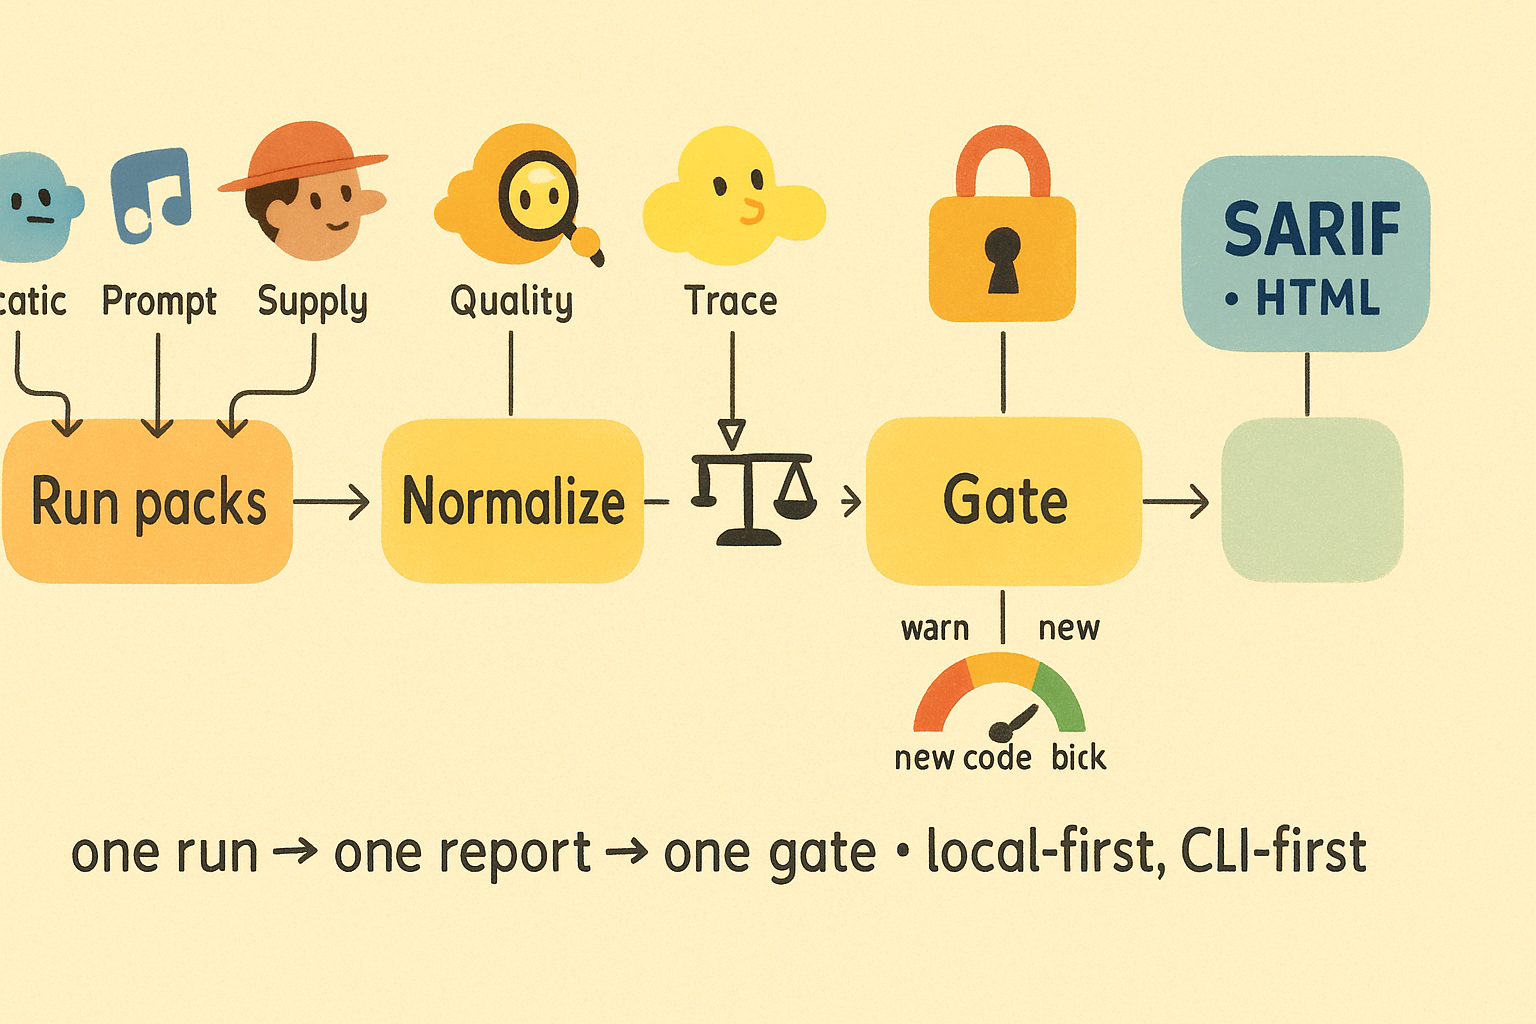 catic Prompt Supply Quality Trace
SARIF
• HTML
Run packs → Normalize → Gate →
warn new
new code bick
one run → one report → one gate • local-first, CLI-first